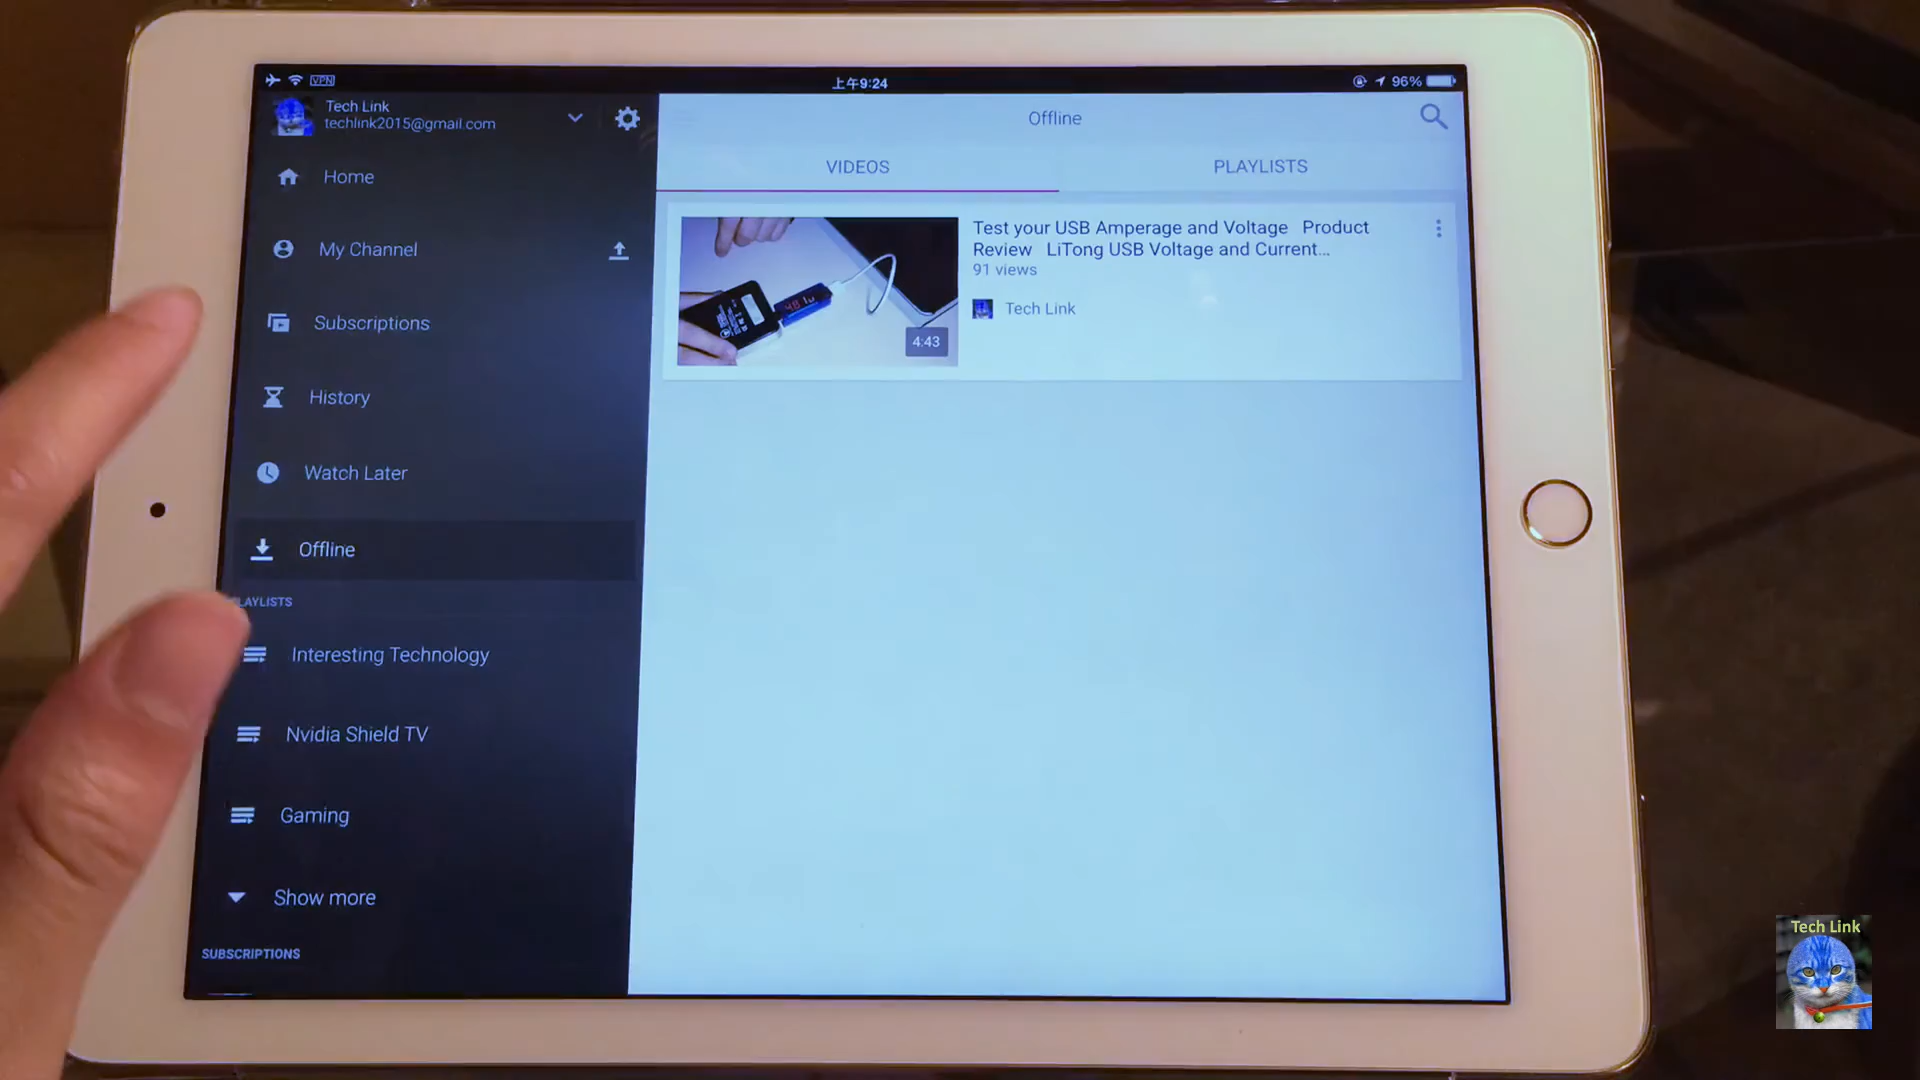 VPN
上午9:24
96%
Tech Link
techlink2015@gmail.com
Home
My Channel
Subscriptions
History
Watch Later
Offline
LAYLISTS
Interesting Technology
Nvidia Shield TV
Gaming
Show more
SUBSCRIPTIONS
Offline
VIDEOS
PLAYLISTS
Test your USB Amperage and Voltage Product
Review LiTong USB Voltage and Current...
91 views
Tech Link
4:43
Tech Link